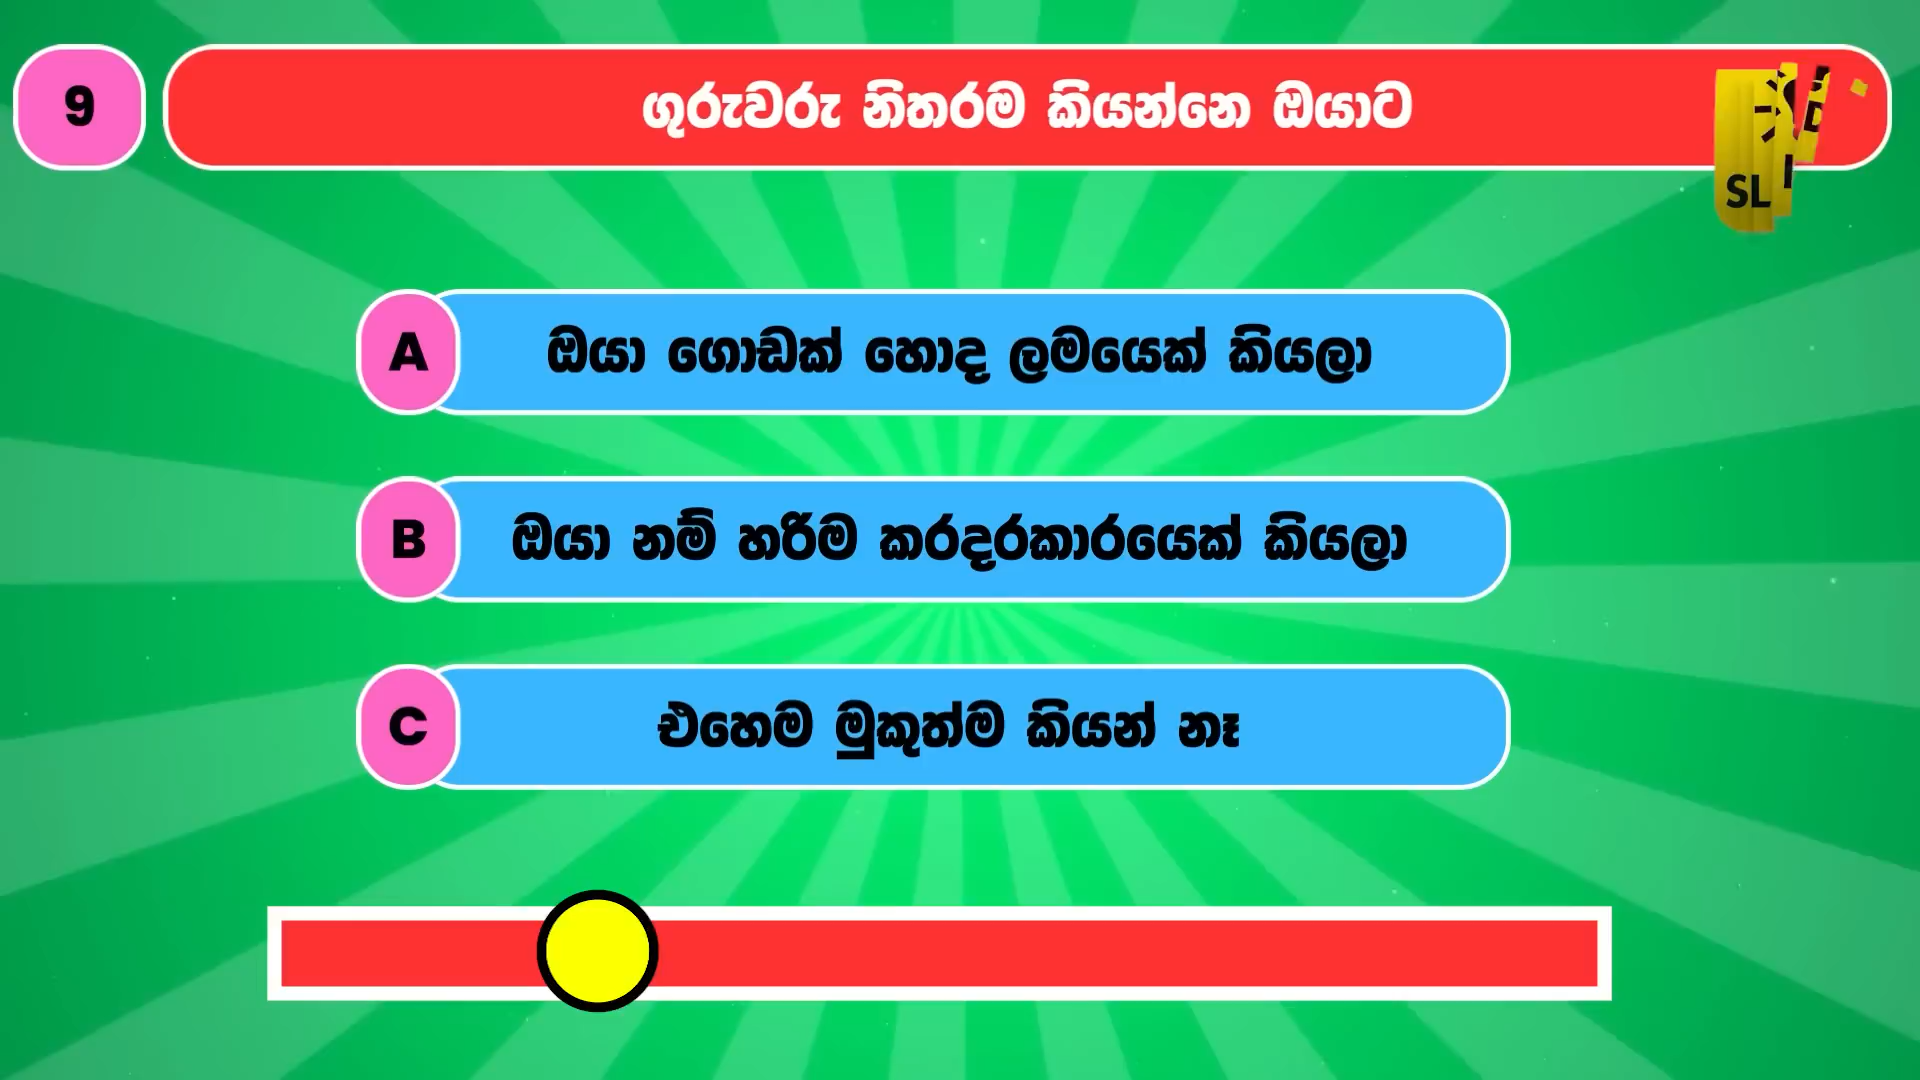 9
ගුරුවරු නිතරම කියන්නෙ ඔයාට
SL
A
ඔයා ගොඩක් හොද ලමයෙක් කියලා
B
ඔයා නම් හරිම කරදරකාරයෙක් කියලා
C
එහෙම මුකුත්ම කියන් නෑ